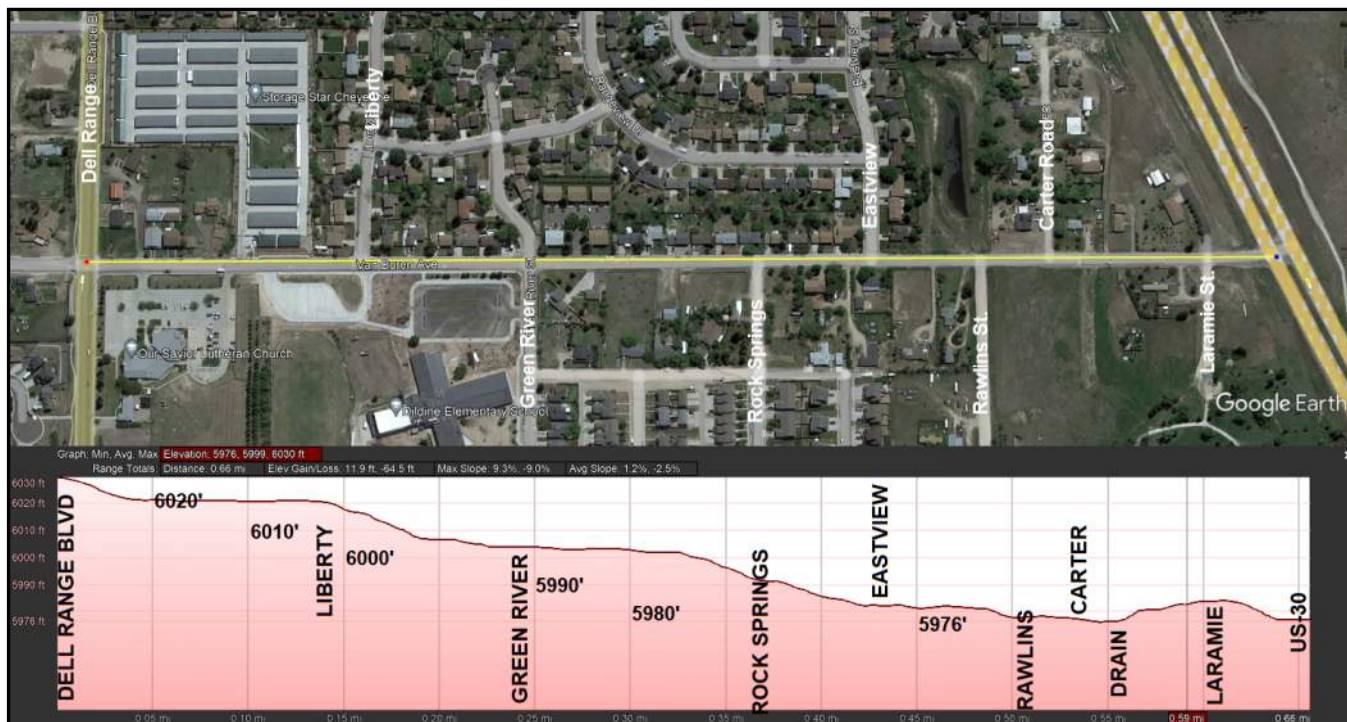 Dell Range
Storage Star Cheyenne
Liberty
Eastview
Carter Road
Van Buren Ave
Our Savior Lutheran Church
Dildine Elementary School
Green River
Rock Springs
Rawlins St.
Laramie St.
Google Earth
Graph: Min, Avg, Max Elevation: 5976, 5999, 6030 ft
Range Totals: Distance: 0.66 mi Elev Gain/Loss: 11.9 ft, -64.5 ft Max Slope: 9.3%, -9.0% Avg Slope: 1.2%, -2.5%
6030 ft
6020 ft
6010 ft
6000 ft
5990 ft
5980 ft
5976 ft
DELL RANGE BLVD
6020'
6010'
LIBERTY
6000'
GREEN RIVER
5990'
5980'
ROCK SPRINGS
EASTVIEW
5976'
RAWLINS
CARTER
DRAIN
LARAMIE
US-30
0.05 mi
0.10 mi
0.15 mi
0.20 mi
0.25 mi
0.30 mi
0.35 mi
0.40 mi
0.45 mi
0.50 mi
0.55 mi
0.59 mi
0.66 mi